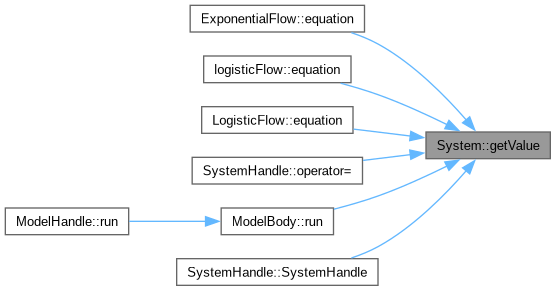 ExponentialFlow::equation
logisticFlow::equation
LogisticFlow::equation
System::getValue
SystemHandle::operator=
ModelHandle::run
ModelBody::run
SystemHandle::SystemHandle